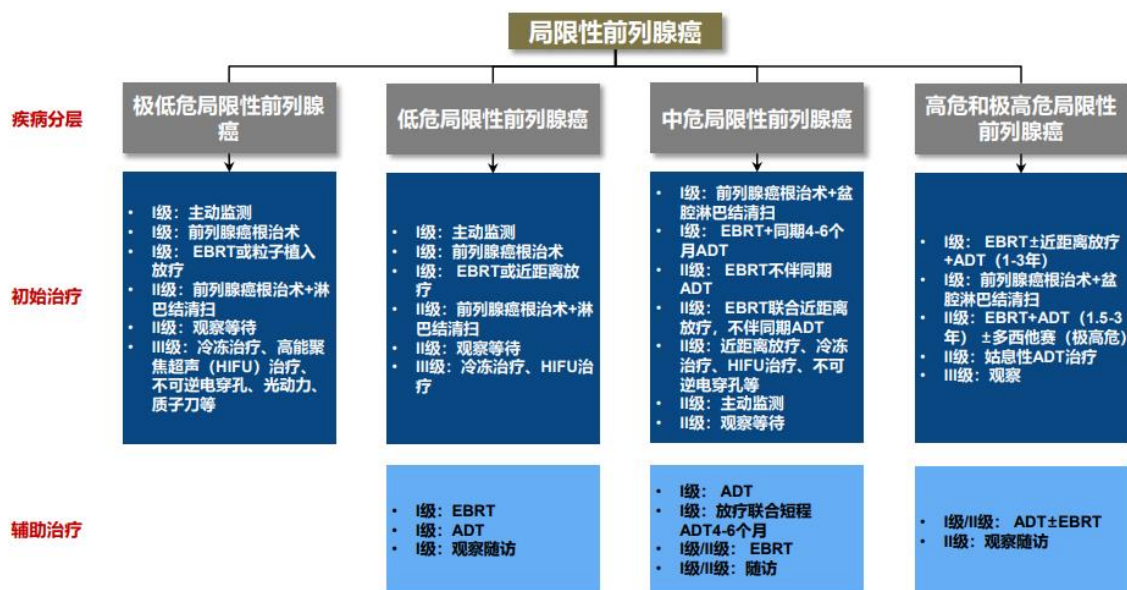 局限性前列腺癌
疾病分层
极低危局限性前列腺
癌
低危局限性前列腺癌
中危局限性前列腺癌
高危和极高危局限性
前列腺癌
初始治疗
• I级：主动监测
• I级：前列腺癌根治术
• I级： EBRT或粒子植入
放疗
• II级：前列腺癌根治术+淋
巴结清扫
• II级：观察等待
• III级：冷冻治疗、高能聚
焦超声（HIFU）治疗、
不可逆电穿孔、光动力、
质子刀等
• I级：主动监测
• I级：前列腺癌根治术
• I级： EBRT或近距离放
疗
• II级：前列腺癌根治术+淋
巴结清扫
• II级：观察等待
• III级：冷冻治疗、HIFU治
疗
• I级：前列腺癌根治术+盆
腔淋巴结清扫
• I级： EBRT+同期4-6个
月ADT
• II级： EBRT不伴同期
ADT
• II级： EBRT联合近距离
放疗，不伴同期ADT
• II级：近距离放疗、冷冻
治疗、HIFU治疗、不可
逆电穿孔等
• II级：主动监测
• II级：观察等待
• I级： EBRT±近距离放疗
+ADT（1-3年）
• I级：前列腺癌根治术+盆
腔淋巴结清扫
• II级：EBRT+ADT（1.5-3
年） ±多西他赛（极高危）
• II级：姑息性ADT治疗
• III级：观察
辅助治疗
• I级：EBRT
• I级：ADT
• I级：观察随访
• I级： ADT
• I级：放疗联合短程
ADT4-6个月
• I级/II级： EBRT
• I级/II级：随访
• I级/II级： ADT±EBRT
• II级：观察随访